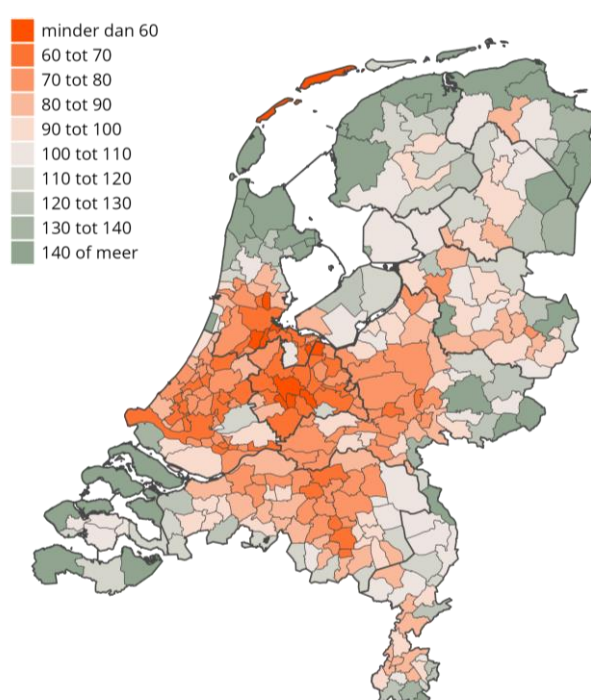 minder dan 60
60 tot 70
70 tot 80
80 tot 90
90 tot 100
100 tot 110
110 tot 120
120 tot 130
130 tot 140
140 of meer